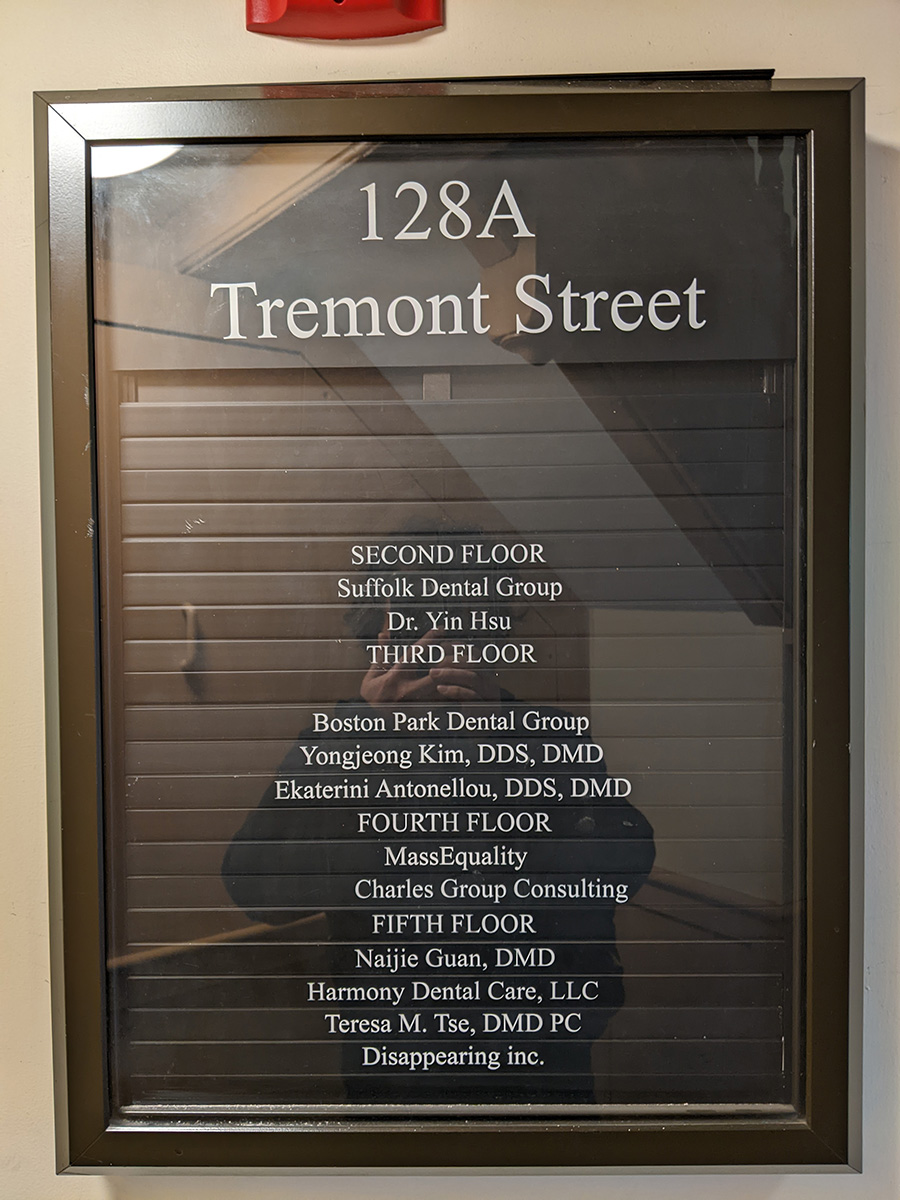 128A
Tremont Street
SECOND FLOOR
Suffolk Dental Group
Dr. Yin Hsu
THIRD FLOOR
Boston Park Dental Group
Yongjeong Kim, DDS, DMD
Ekaterini Antonellou, DDS, DMD
FOURTH FLOOR
MassEquality
Charles Group Consulting
FIFTH FLOOR
Naijie Guan, DMD
Harmony Dental Care, LLC
Teresa M. Tse, DMD PC
Disappearing inc.